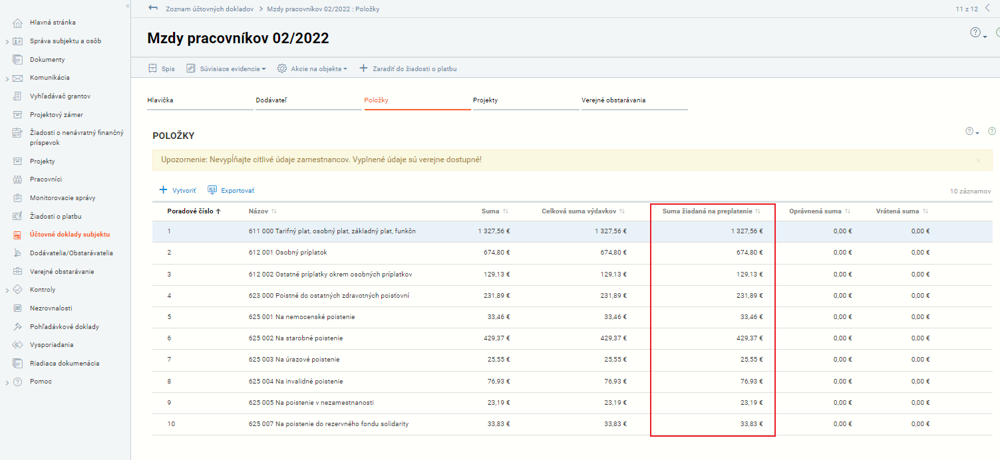 «
Hlavná stránka
Správa subjektu a osôb
Dokumenty
Komunikácia
Vyhľadávač grantov
Projektový zámer
Žiadosti o nenávratný finančný
príspevok
Projekty
Pracovníci
Monitorovacie správy
Žiadosti o platbu
Účtovné doklady subjektu
Dodávatelia/Obstarávatelia
Verejné obstarávanie
Kontroly
Nezrovnalosti
Pohľadávkové doklady
Vysporiadania
Riadiaca dokumenácia
Pomoc
Zoznam účtovných dokladov > Mzdy pracovníkov 02/2022 : Položky
11 z 12
Mzdy pracovníkov 02/2022
Spis Súvisiace evidencie Akcie na objekte Zaradiť do žiadosti o platbu
Hlavička Dodávateľ Položky Projekty Verejné obstarávania
POLOŽKY
Upozornenie: Nevypĺňajte citlivé údaje zamestnancov. Vyplnené údaje sú verejne dostupné! ×
Vytvoriť XLS Exportovať 10 záznamov
Poradové číslo Názov Suma Celková suma výdavkov Suma žiadaná na preplatenie Oprávnená suma Vrátená suma
1 611 000 Tarifný plat, osobný plat, základný plat, funkčn 1 327,56 € 1 327,56 € 1 327,56 € 0,00 € 0,00 €
2 612 001 Osobný príplatok 674,80 € 674,80 € 674,80 € 0,00 € 0,00 €
3 612 002 Ostatné príplatky okrem osobných príplatkov 129,13 € 129,13 € 129,13 € 0,00 € 0,00 €
4 623 000 Poistné do ostatných zdravotných poisťovní 231,89 € 231,89 € 231,89 € 0,00 € 0,00 €
5 625 001 Na nemocenské poistenie 33,46 € 33,46 € 33,46 € 0,00 € 0,00 €
6 625 002 Na starobné poistenie 429,37 € 429,37 € 429,37 € 0,00 € 0,00 €
7 625 003 Na úrazové poistenie 25,55 € 25,55 € 25,55 € 0,00 € 0,00 €
8 625 004 Na invalidné poistenie 76,93 € 76,93 € 76,93 € 0,00 € 0,00 €
9 625 005 Na poistenie v nezamestnanosti 23,19 € 23,19 € 23,19 € 0,00 € 0,00 €
10 625 007 Na poistenie do rezervného fondu solidarity 33,83 € 33,83 € 33,83 € 0,00 € 0,00 €